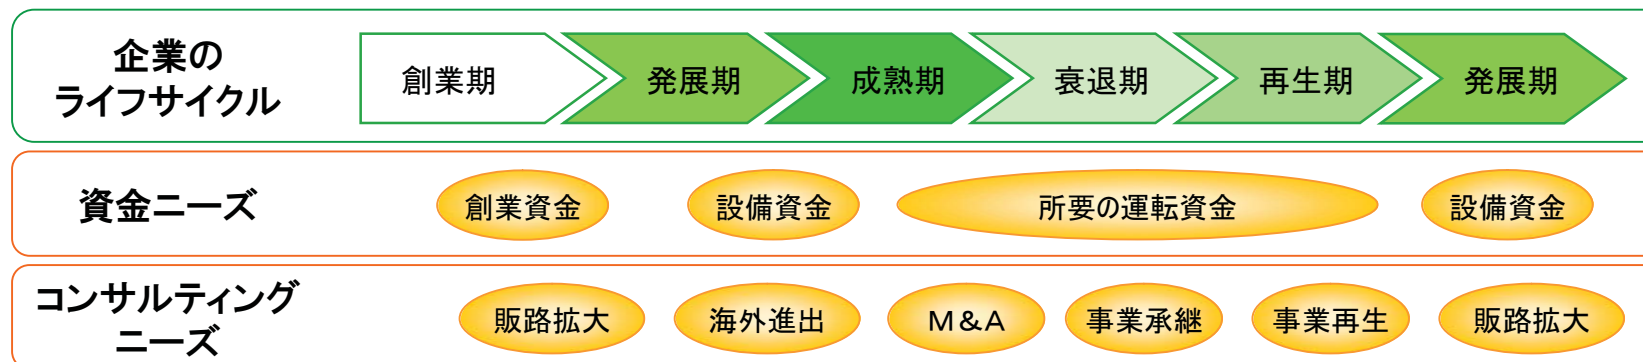 企業の
ライフサイクル
創業期 発展期 成熟期 衰退期 再生期 発展期
資金ニーズ
創業資金 設備資金 所要の運転資金 設備資金
コンサルティング
ニーズ
販路拡大 海外進出 M&A 事業承継 事業再生 販路拡大